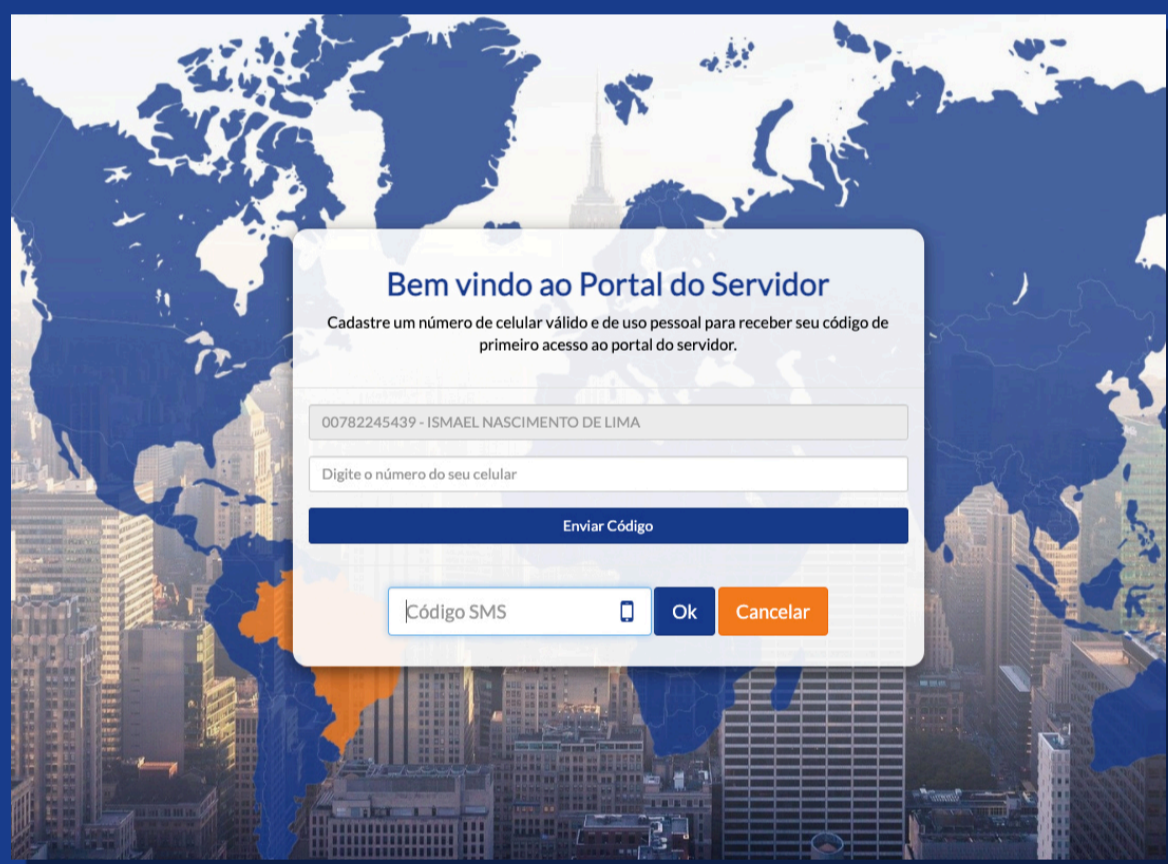 Bem vindo ao Portal do Servidor
Cadastre um número de celular válido e de uso pessoal para receber seu código de
primeiro acesso ao portal do servidor.
00782245439 - ISMAEL NASCIMENTO DE LIMA
Digite o número do seu celular
Enviar Código
Código SMS
Ok
Cancelar